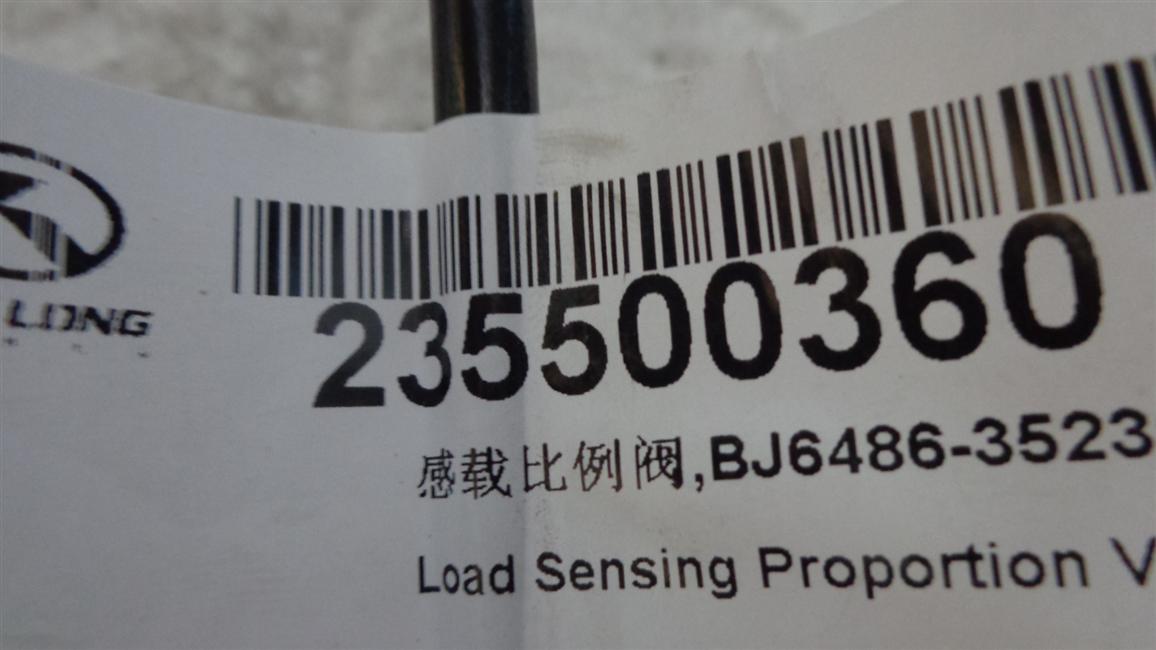 LONG
235500360
感载比例阀,BJ6486-3523
Load Sensing Proportion V